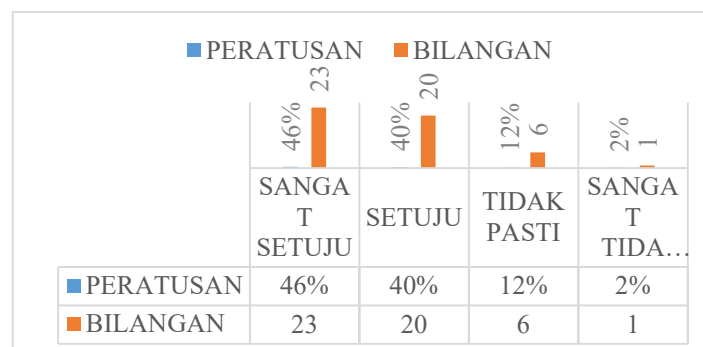 PERATUSAN BILANGAN
46% 23 40% 20 12% 6 2% 1
SANGA
T
SETUJU
SETUJU
TIDAK
PASTI
SANGA
T
TIDA…
PERATUSAN 46% 40% 12% 2%
BILANGAN 23 20 6 1